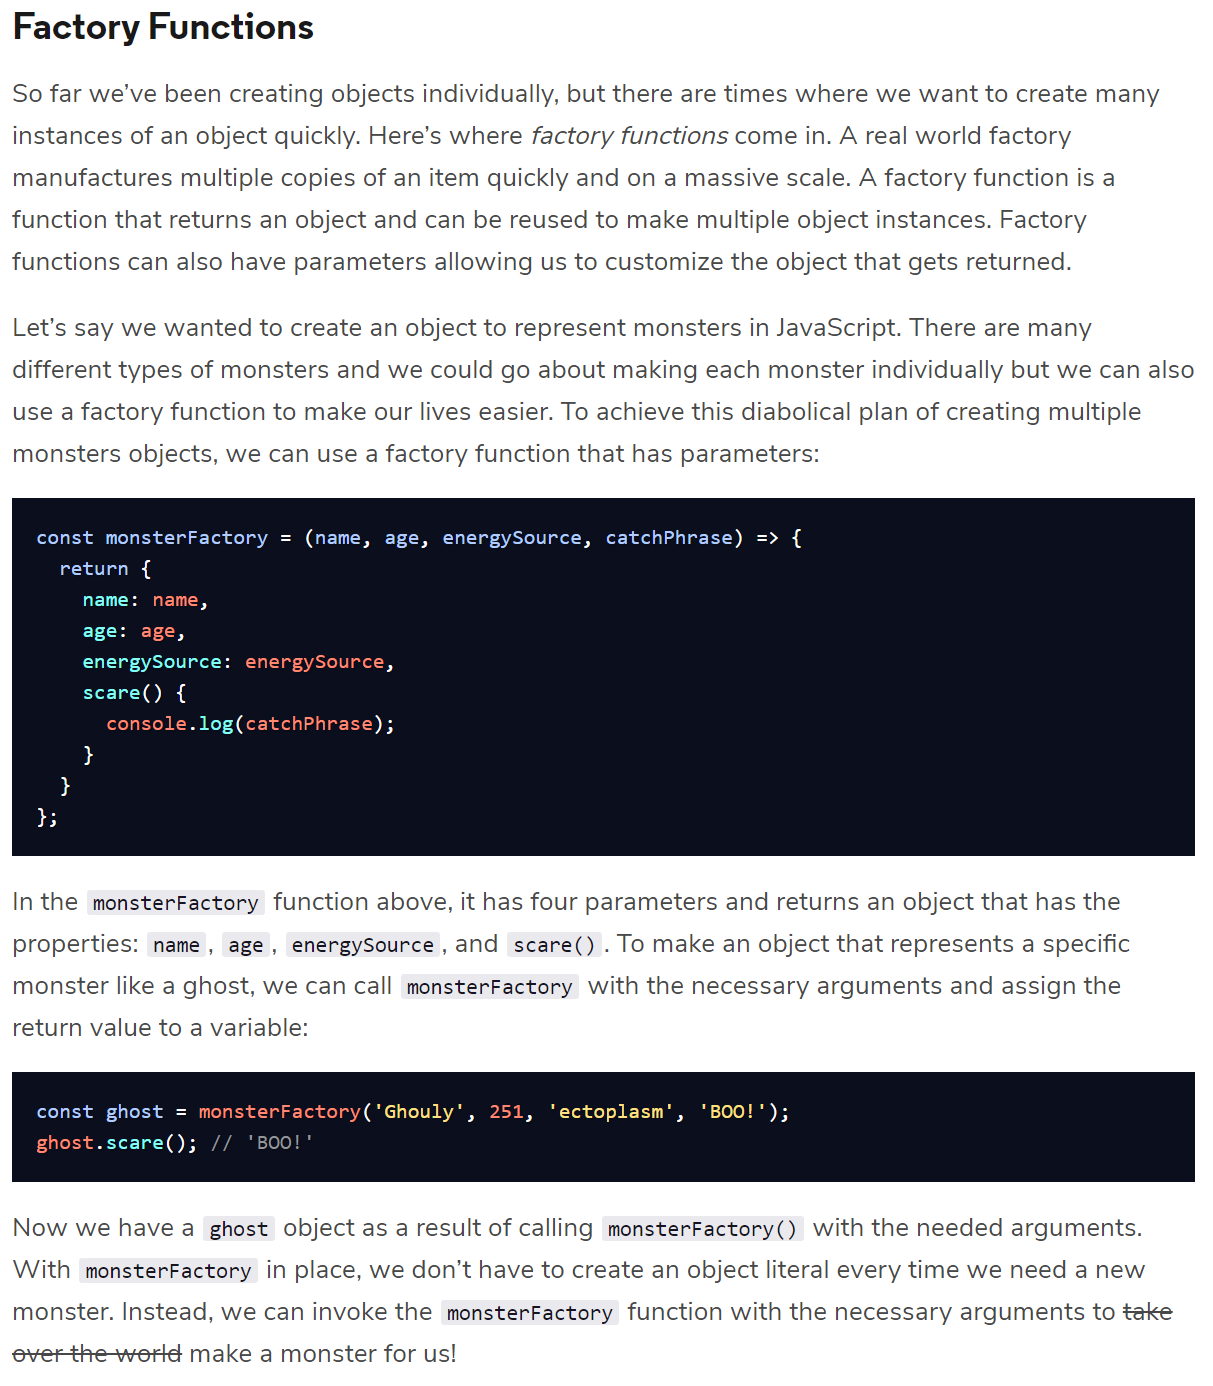 Factory Functions
So far we’ve been creating objects individually, but there are times where we want to create many
instances of an object quickly. Here’s where factory functions come in. A real world factory
manufactures multiple copies of an item quickly and on a massive scale. A factory function is a
function that returns an object and can be reused to make multiple object instances. Factory
functions can also have parameters allowing us to customize the object that gets returned.
Let’s say we wanted to create an object to represent monsters in JavaScript. There are many
different types of monsters and we could go about making each monster individually but we can also
use a factory function to make our lives easier. To achieve this diabolical plan of creating multiple
monsters objects, we can use a factory function that has parameters:
const monsterFactory = (name, age, energySource, catchPhrase) => {
  return {
    name: name,
    age: age,
    energySource: energySource,
    scare() {
      console.log(catchPhrase);
    }
  }
};
In the monsterFactory function above, it has four parameters and returns an object that has the
properties: name, age, energySource, and scare(). To make an object that represents a specific
monster like a ghost, we can call monsterFactory with the necessary arguments and assign the
return value to a variable:
const ghost = monsterFactory('Ghouly', 251, 'ectoplasm', 'BOO!');
ghost.scare(); // 'BOO!'
Now we have a ghost object as a result of calling monsterFactory() with the needed arguments.
With monsterFactory in place, we don’t have to create an object literal every time we need a new
monster. Instead, we can invoke the monsterFactory function with the necessary arguments to take
over the world make a monster for us!